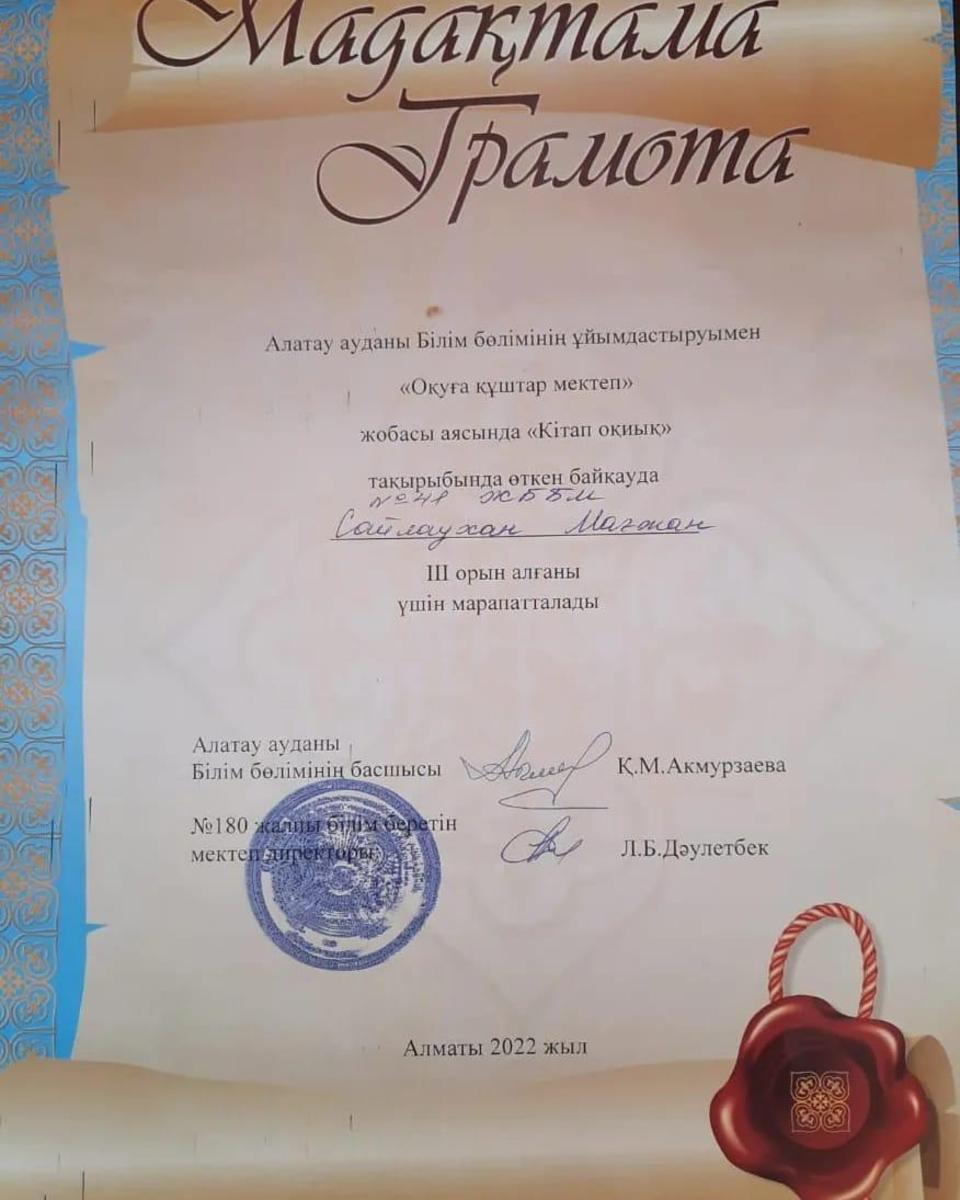 Мадақтама
Грамота
Алатау ауданы Білім бөлімінің ұйымдастыруымен
«Оқуға құштар мектеп»
жобасы аясында «Кітап оқиық»
тақырыбында өткен байқауда
№41 ЖББМ
Сайлаухан Мағжан
III орын алғаны
үшін марапатталады
Алатау ауданы
Білім бөлімінің басшысы Қ.М.Акмурзаева
№180 жалпы білім беретін
мектеп директоры: Л.Б.Дәулетбек
Алматы 2022 жыл